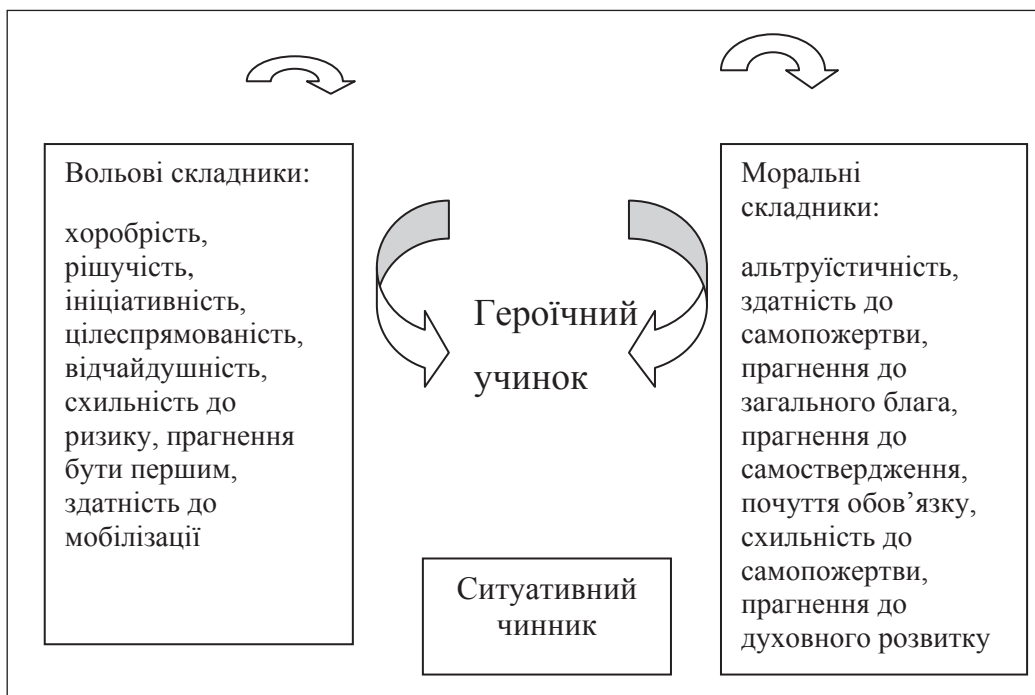 Вольові складники:
хоробрість,
рішучість,
ініціативність,
цілеспрямованість,
відчайдушність,
схильність до
ризику, прагнення
бути першим,
здатність до
мобілізації
Героїчний
учинок
Ситуативний
чинник
Моральні
складники:
альтруїстичність,
здатність до
самопожертви,
прагнення до
загального блага,
прагнення до
самоствердження,
почуття обов’язку,
схильність до
самопожертви,
прагнення до
духовного розвитку